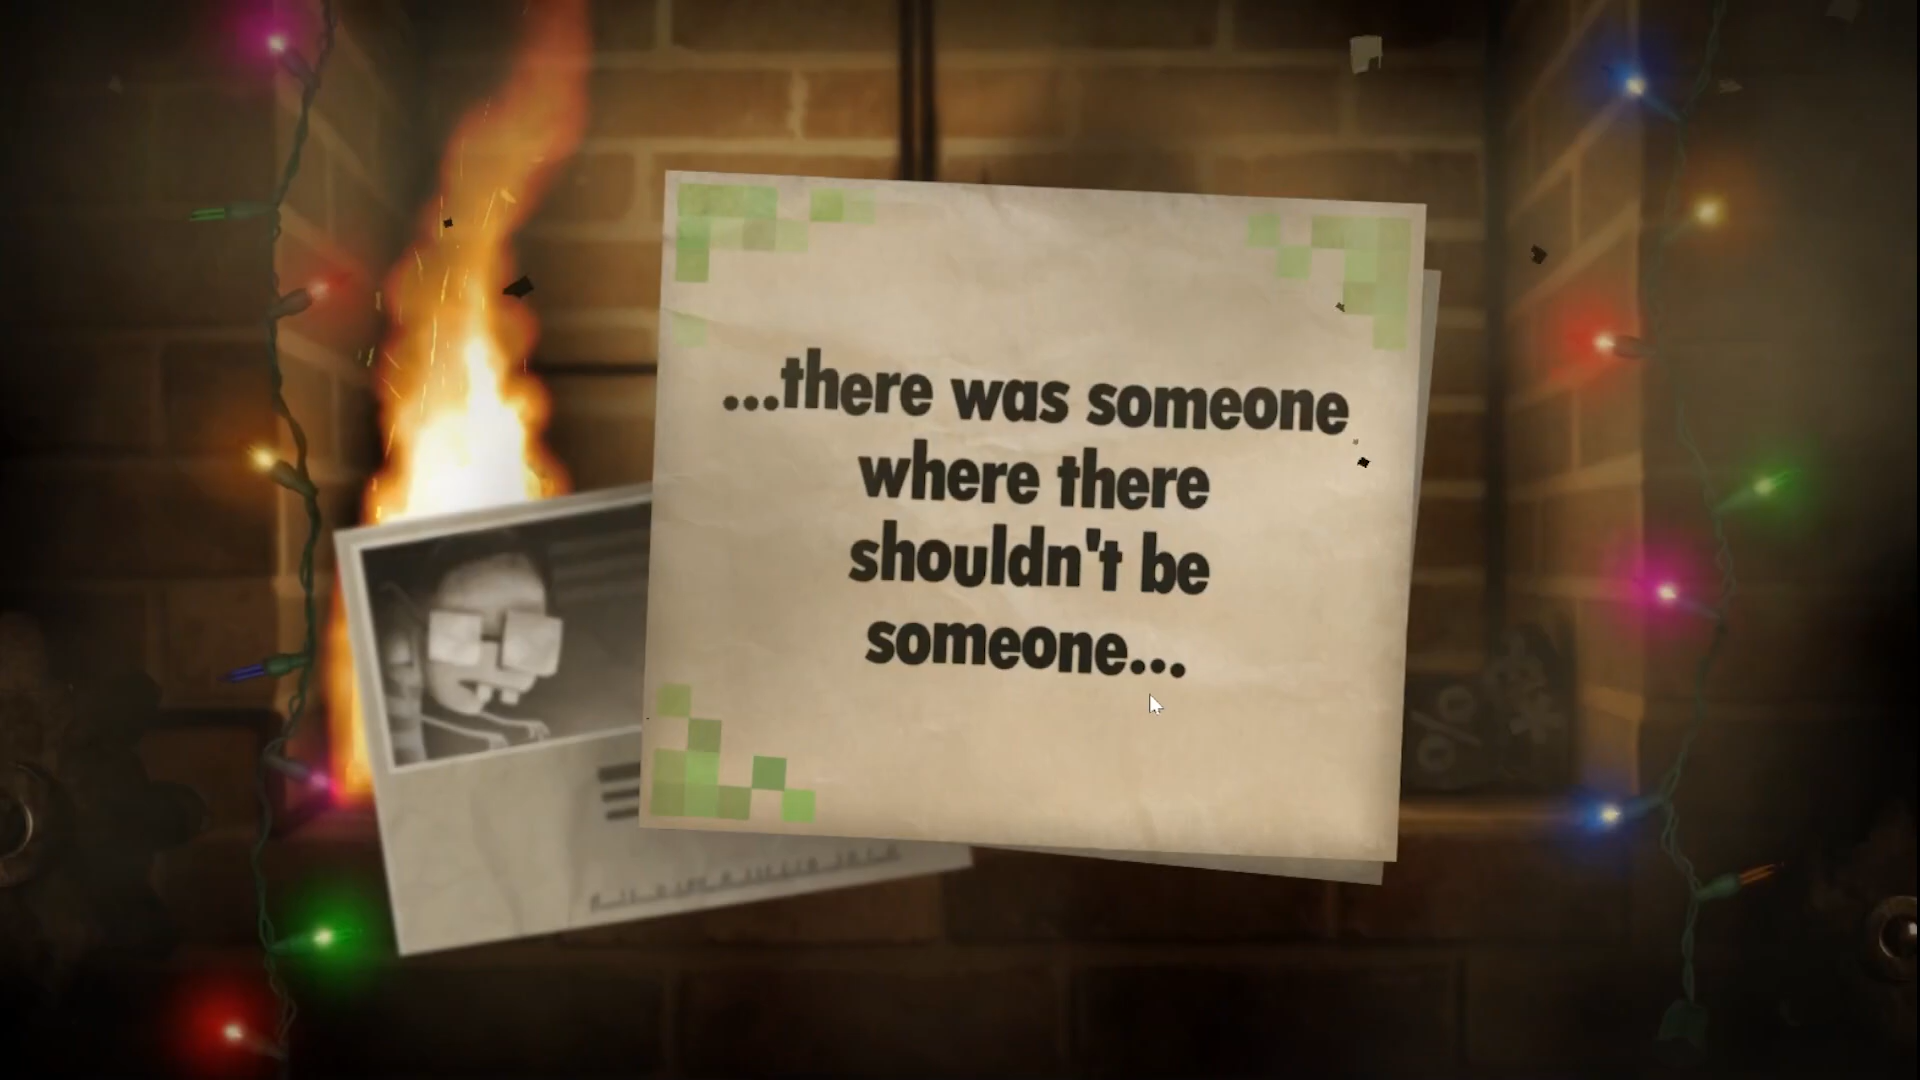 ...there was someone
where there
shouldn't be
someone...